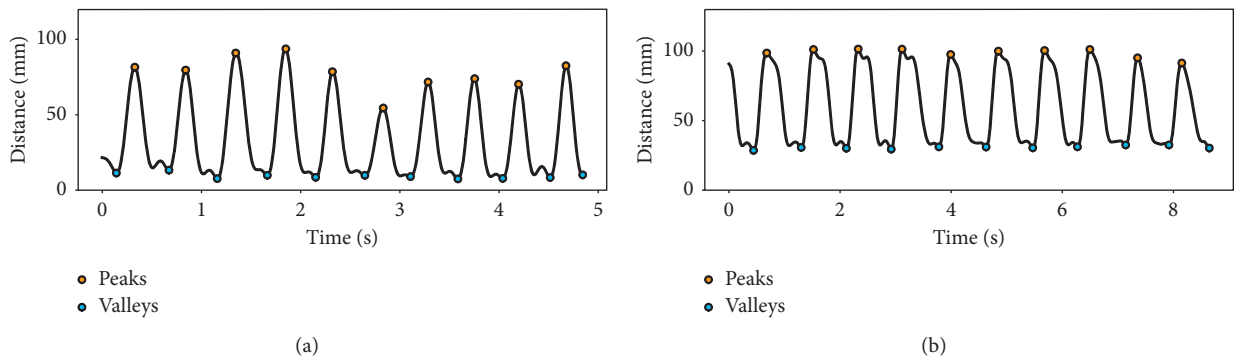 100
50
0
Distance (mm)
0 1 2 3 4 5
Time (s)
Peaks
Valleys
(a)
100
50
0
Distance (mm)
0 2 4 6 8
Time (s)
Peaks
Valleys
(b)